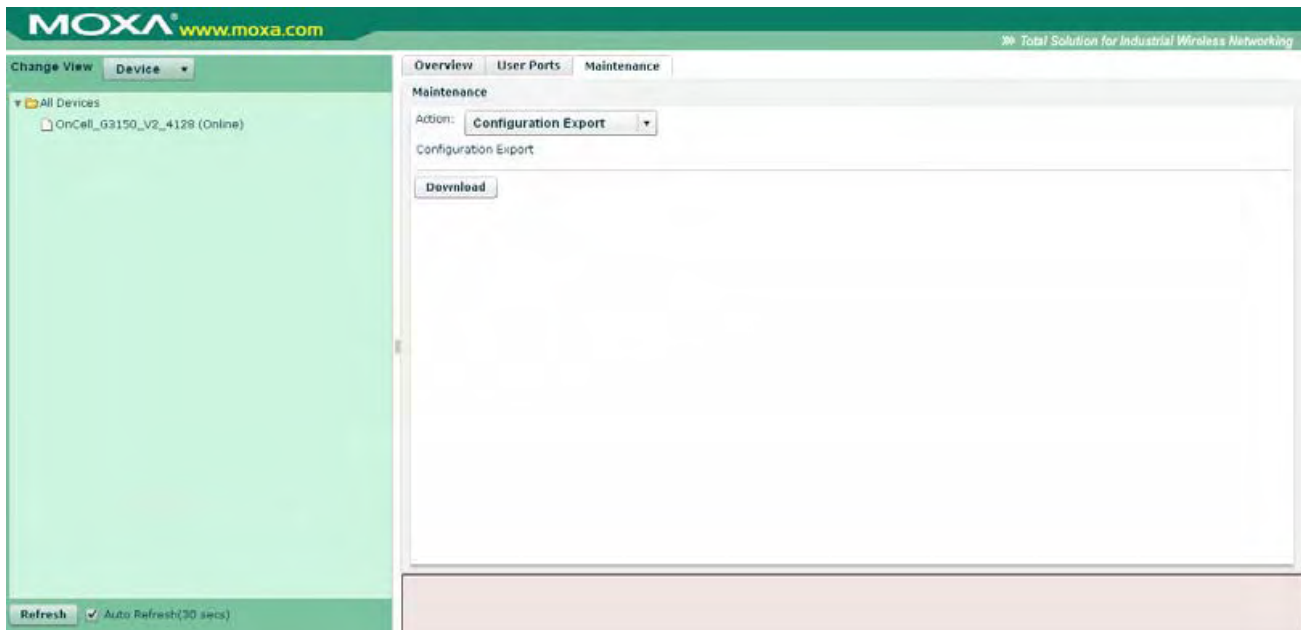 MOXA® www.moxa.com
Total Solution for Industrial Wireless Networking
Change View Device
All Devices
OnCell_G3150_V2_4128 (Online)
Refresh Auto Refresh(30 secs)
Overview User Ports Maintenance
Maintenance
Action: Configuration Export
Configuration Export
Download